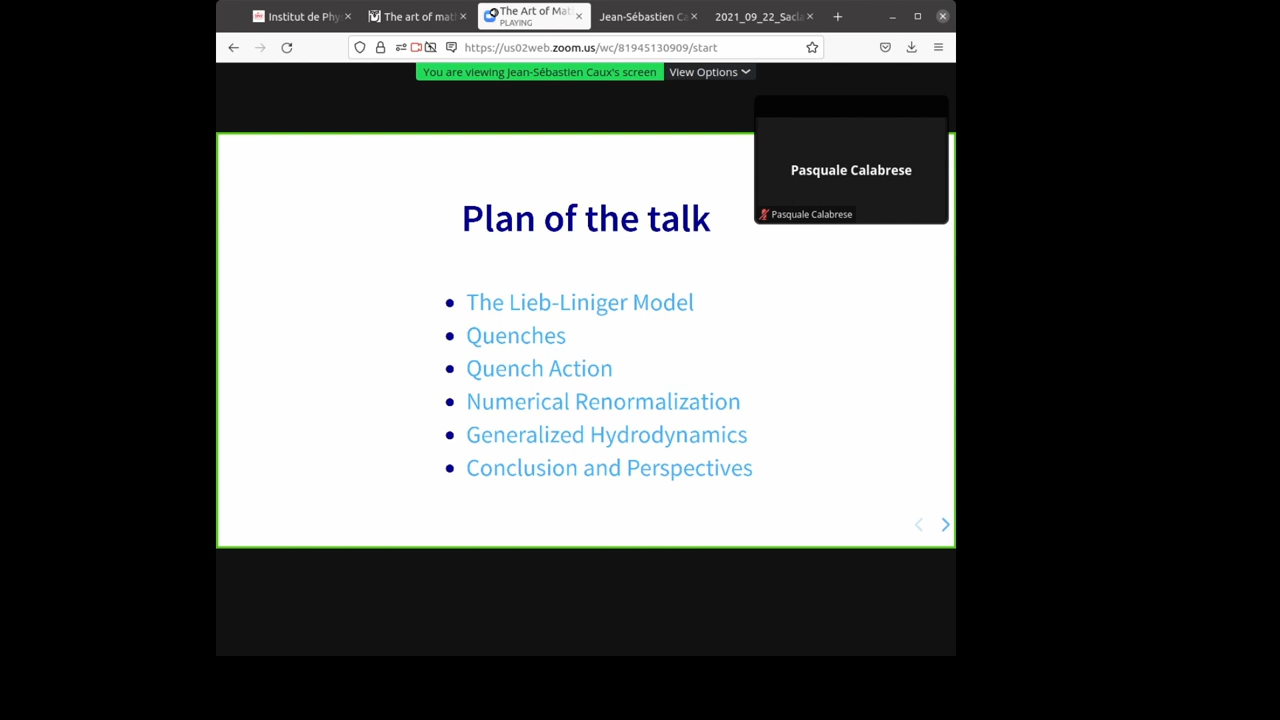 Institut de Phy
The art of mat
The Art of Mat
PLAYING
Jean-Sébastien Ca
2021_09_22_Sacla
https://us02web.zoom.us/wc/81945130909/start
You are viewing Jean-Sébastien Caux's screen
View Options
Pasquale Calabrese
Pasquale Calabrese
Plan of the talk
• The Lieb-Liniger Model
• Quenches
• Quench Action
• Numerical Renormalization
• Generalized Hydrodynamics
• Conclusion and Perspectives